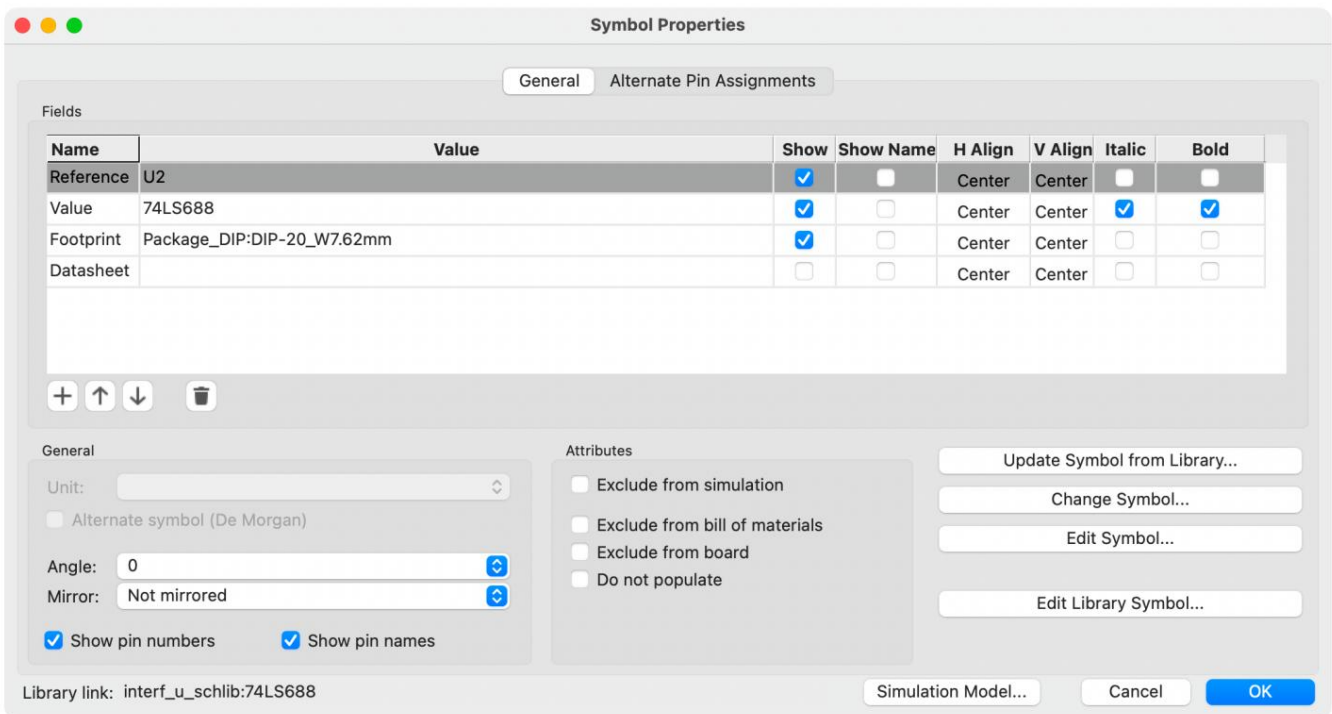 Symbol Properties
General Alternate Pin Assignments
Fields
Name Value Show Show Name H Align V Align Italic Bold
Reference U2 Center Center
Value 74LS688 Center Center
Footprint Package_DIP:DIP-20_W7.62mm Center Center
Datasheet Center Center
General
Unit:
Alternate symbol (De Morgan)
Angle: 0
Mirror: Not mirrored
Show pin numbers Show pin names
Attributes
Exclude from simulation
Exclude from bill of materials
Exclude from board
Do not populate
Update Symbol from Library...
Change Symbol...
Edit Symbol...
Edit Library Symbol...
Library link: interf_u_schlib:74LS688
Simulation Model... Cancel OK